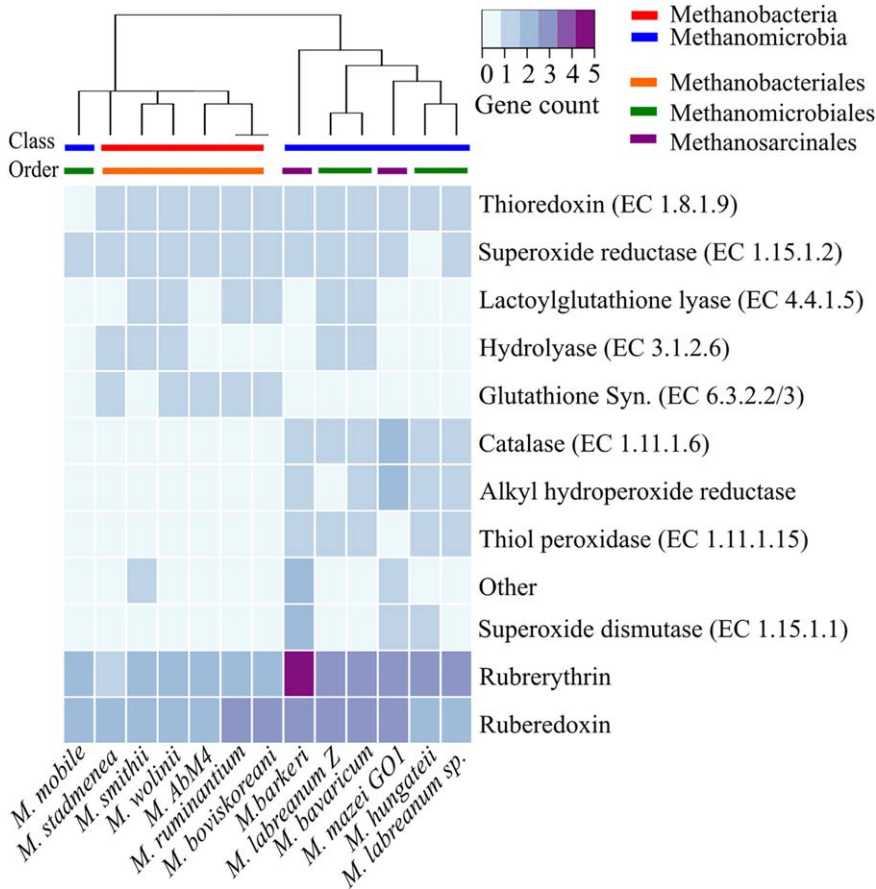 0 1 2 3 4 5
Gene count
Methanobacteria
Methanomicrobia
Methanobacteriales
Methanomicrobiales
Methanosarcinales
Class
Order
Thioredoxin (EC 1.8.1.9)
Superoxide reductase (EC 1.15.1.2)
Lactoylglutathione lyase (EC 4.4.1.5)
Hydrolyase (EC 3.1.2.6)
Glutathione Syn. (EC 6.3.2.2/3)
Catalase (EC 1.11.1.6)
Alkyl hydroperoxide reductase
Thiol peroxidase (EC 1.11.1.15)
Other
Superoxide dismutase (EC 1.15.1.1)
Rubrerythrin
Ruberedoxin
M. mobile
M. stadmenea
M. smithii
M. wolinii
M. AbM4
M. ruminantium
M. boviskoreani
M.barkeri
M. labreanum Z
M. bavaricum
M. mazei GO1
M. hungateii
M. labreanum sp.